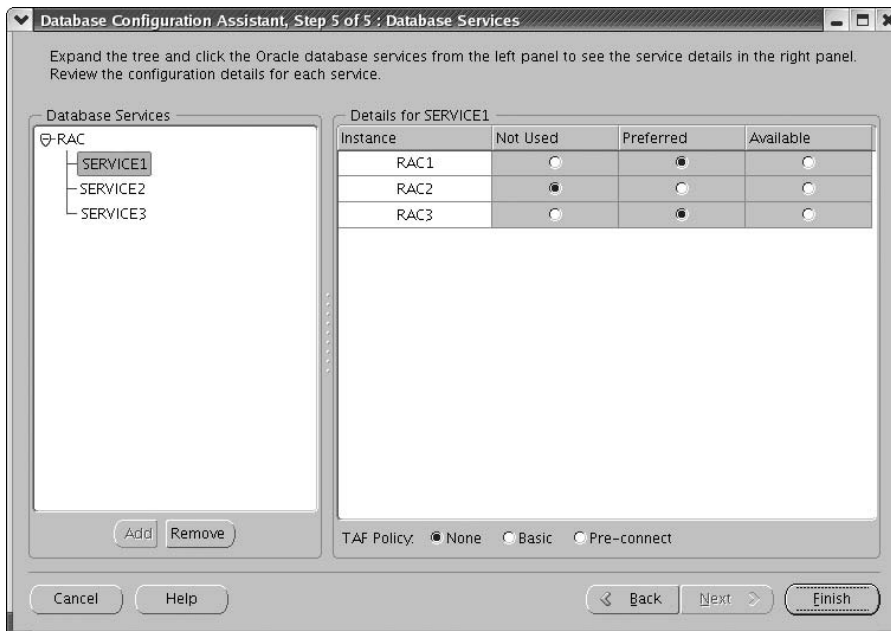 Database Configuration Assistant, Step 5 of 5 : Database Services
Expand the tree and click the Oracle database services from the left panel to see the service details in the right panel.
Review the configuration details for each service.
Database Services
RAC
SERVICE1
SERVICE2
SERVICE3
Add Remove
Details for SERVICE1
Instance Not Used Preferred Available
RAC1
RAC2
RAC3
TAF Policy: None Basic Pre-connect
Cancel Help Back Next Finish